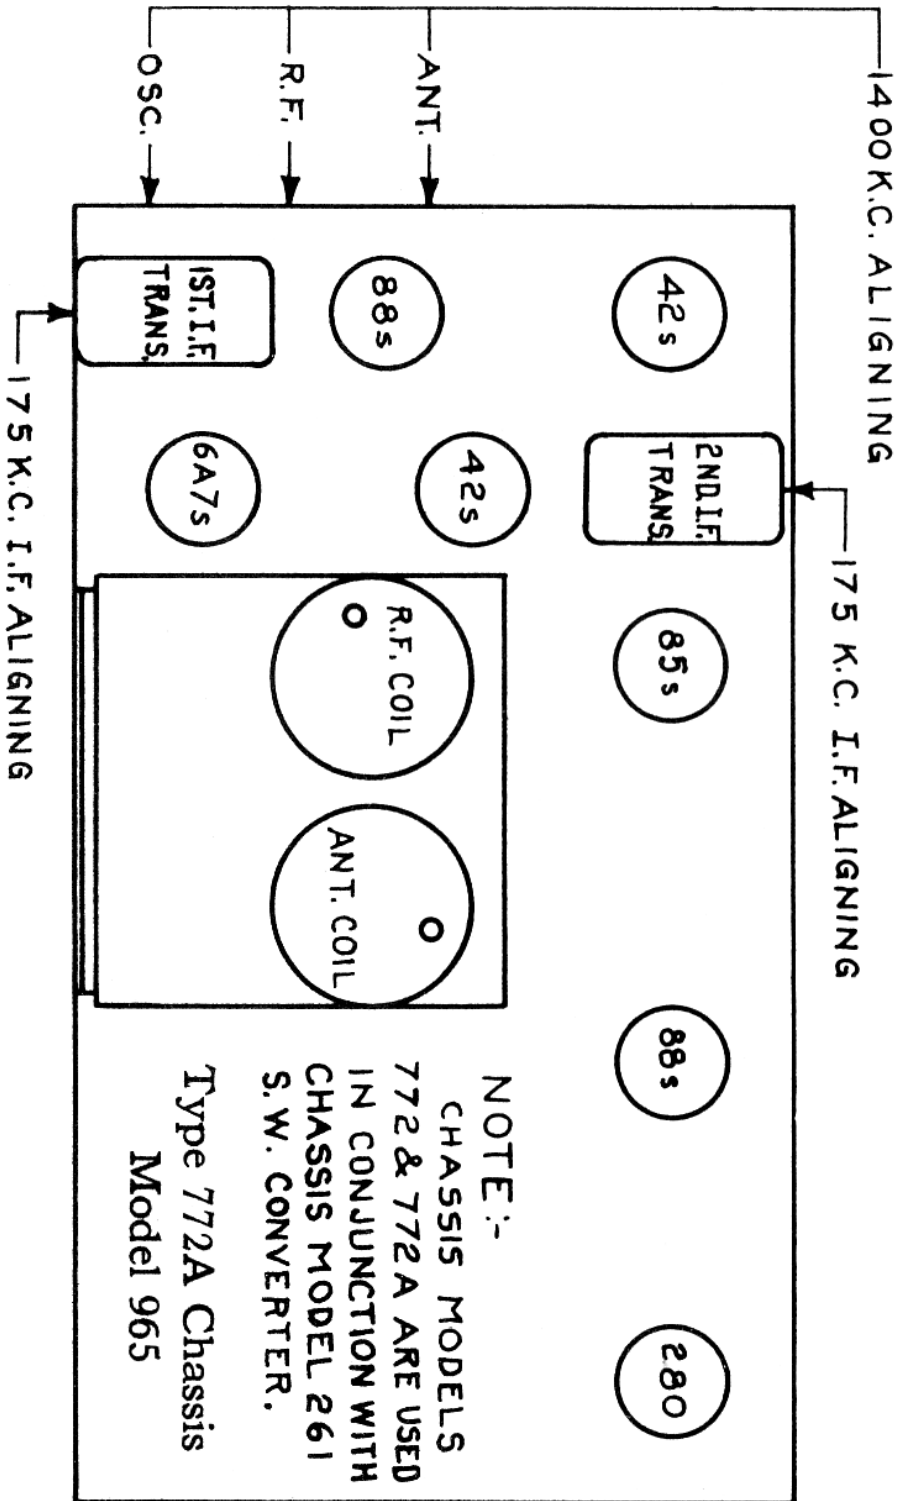 1400 K.C. ALIGNING
175 K.C. I.F. ALIGNING
ANT.
R.F.
OSC.
42s
2ND.I.F.
TRANS.
85s
88s
280
88s
42s
1ST.I.F.
TRANS.
6A7s
R.F. COIL
ANT. COIL
NOTE:-
CHASSIS MODELS
772 & 772A ARE USED
IN CONJUNCTION WITH
CHASSIS MODEL 261
S.W. CONVERTER.
Type 772A Chassis
Model 965
175 K.C. I.F. ALIGNING